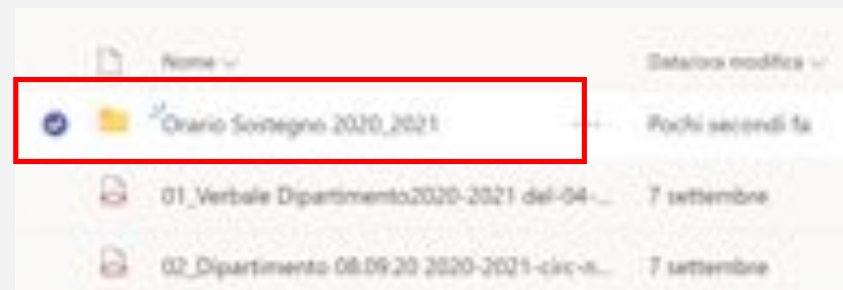 Nome Data/ora modifica
Orario Sostegno 2020_2021 ... Pochi secondi fa
01_Verbale Dipartimento2020-2021 del-04-... 7 settembre
02_Dipartimento 08.09.20 2020-2021-circ-n... 7 settembre